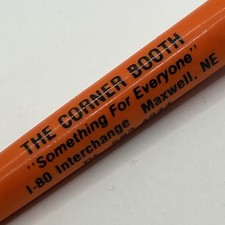 THE CORNER BOOTH
"Something For Everyone"
I-80 Interchange Maxwell, NE